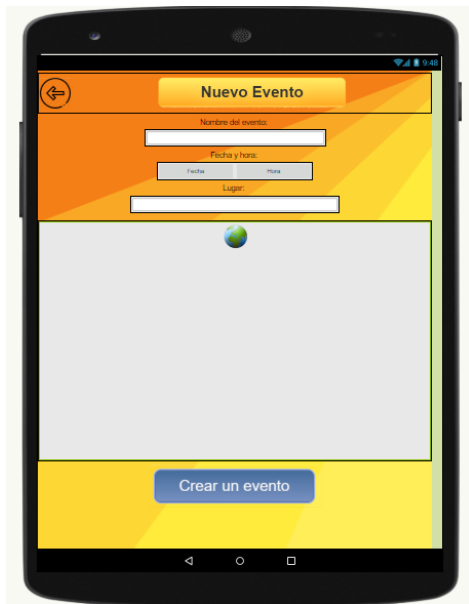 9:48
Nuevo Evento
Nombre del evento:
Fecha y hora:
Fecha Hora
Lugar:
Crear un evento